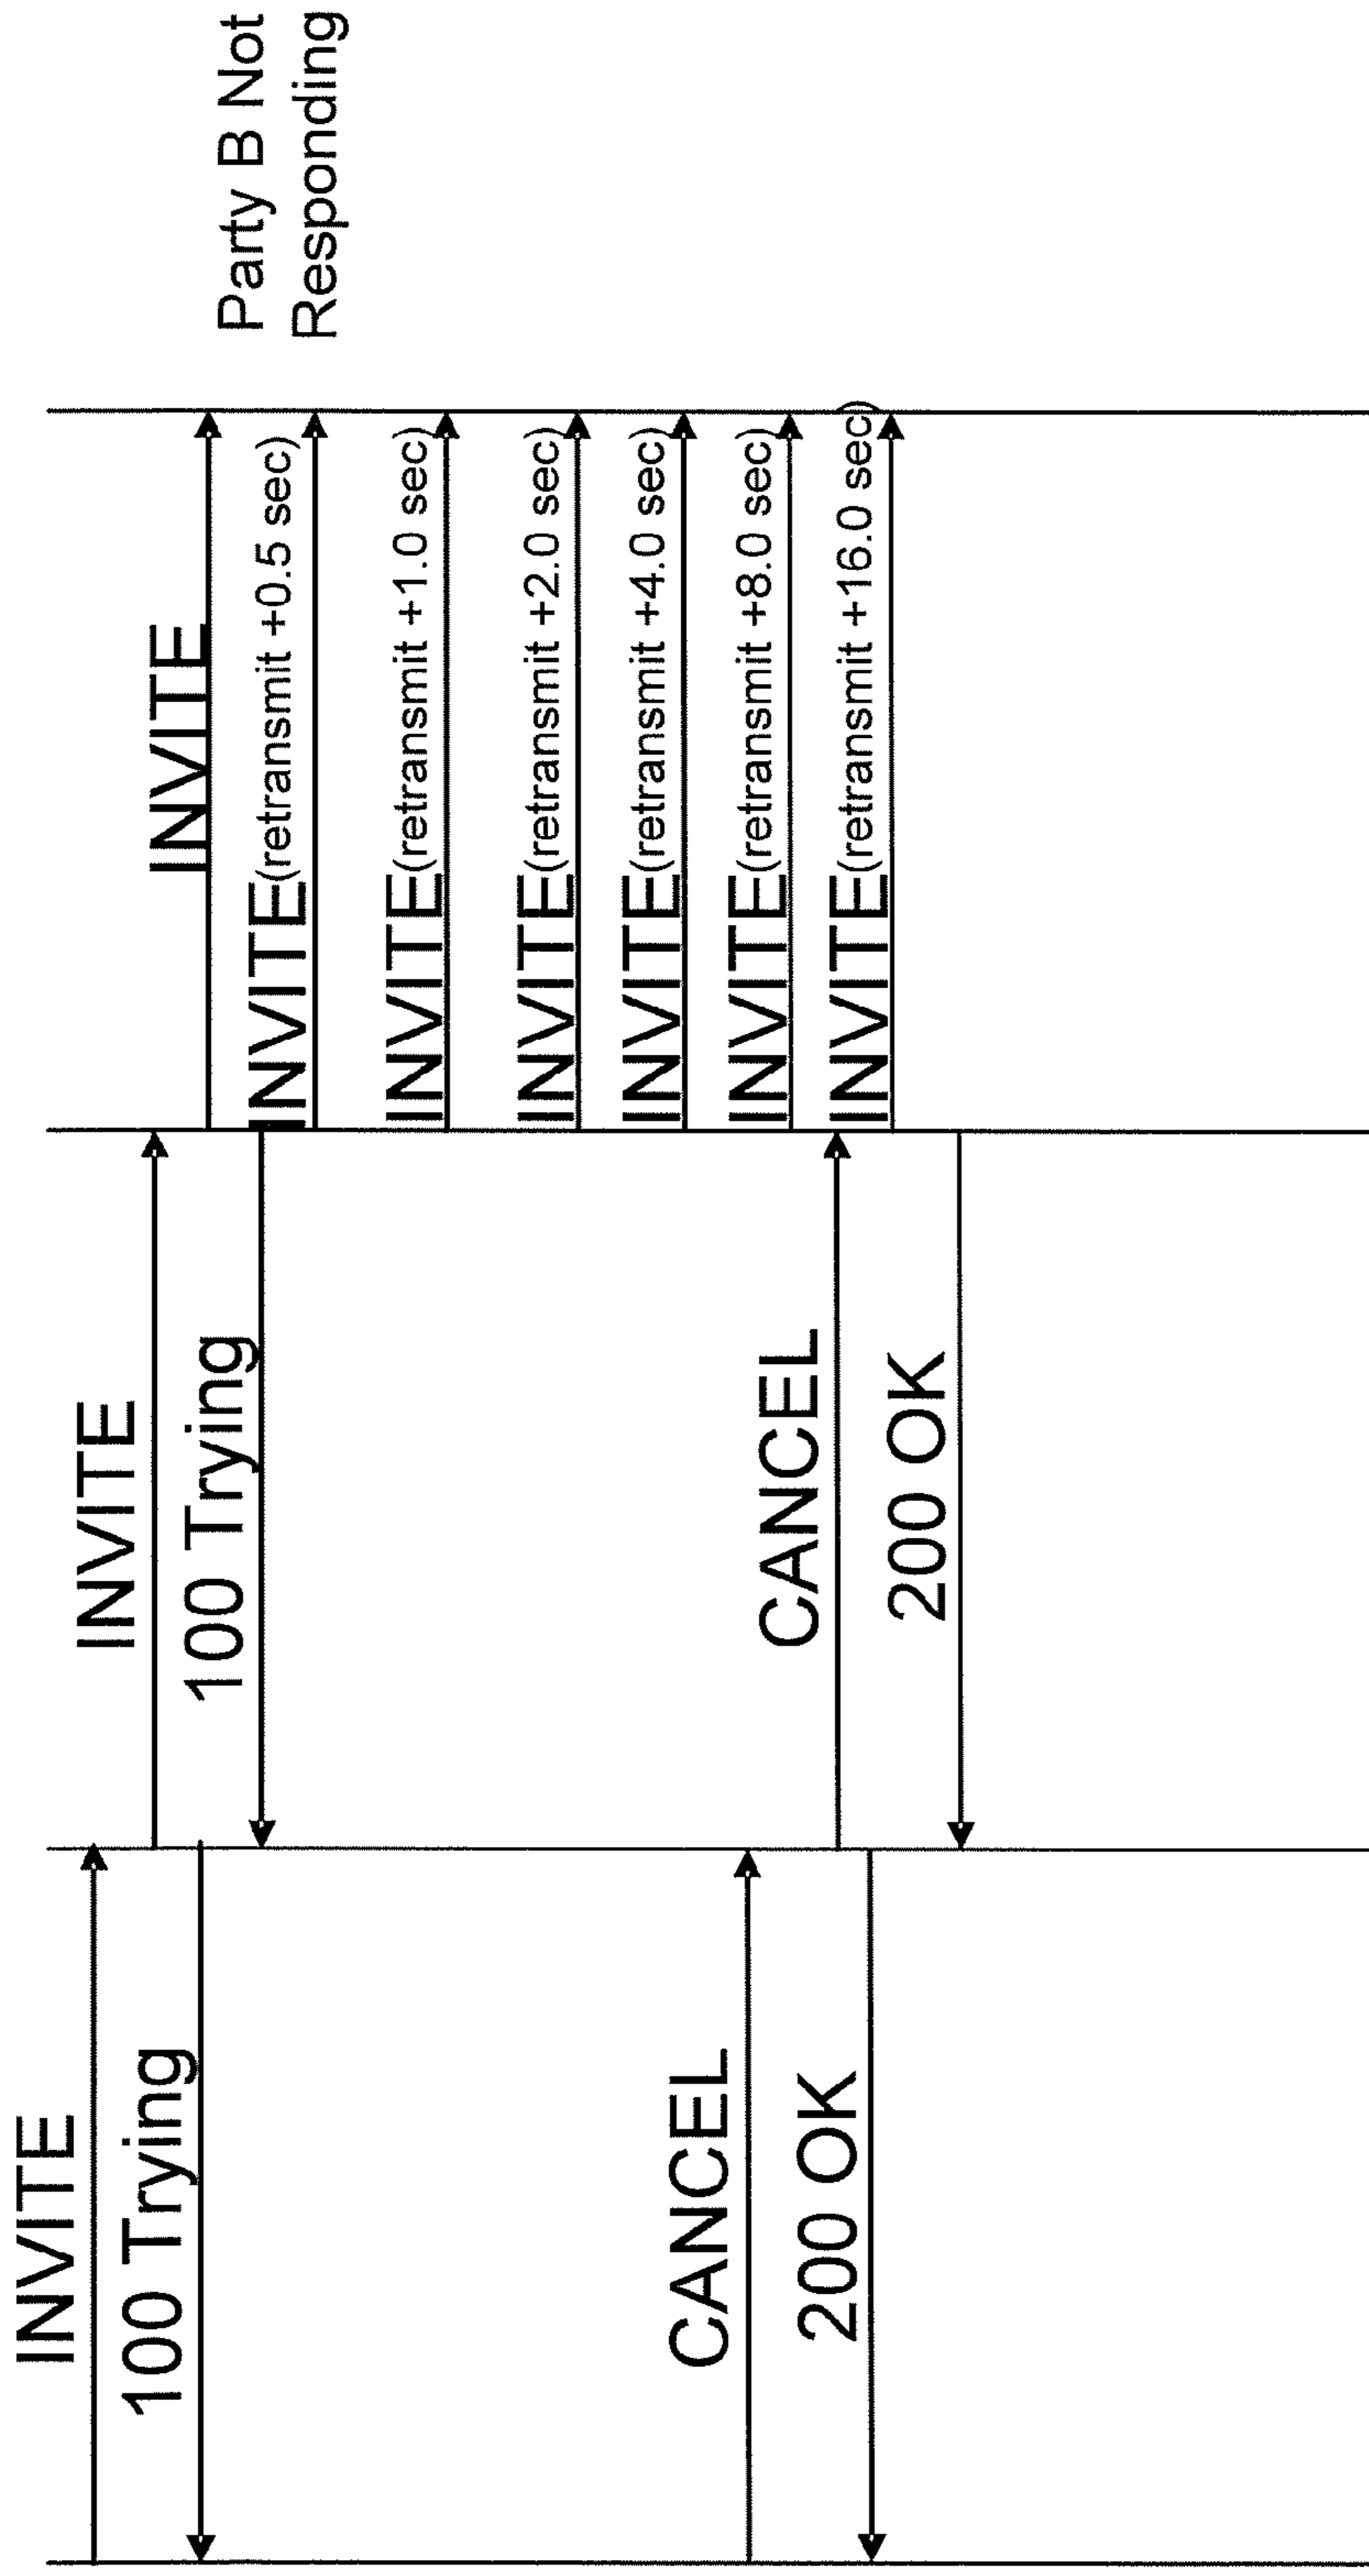 INVITE
100 Trying
INVITE
100 Trying
INVITE
Party B Not
Responding
INVITE(retransmit +0.5 sec)
INVITE(retransmit +1.0 sec)
INVITE(retransmit +2.0 sec)
INVITE(retransmit +4.0 sec)
INVITE(retransmit +8.0 sec)
INVITE(retransmit +16.0 sec)
CANCEL
200 OK
CANCEL
200 OK